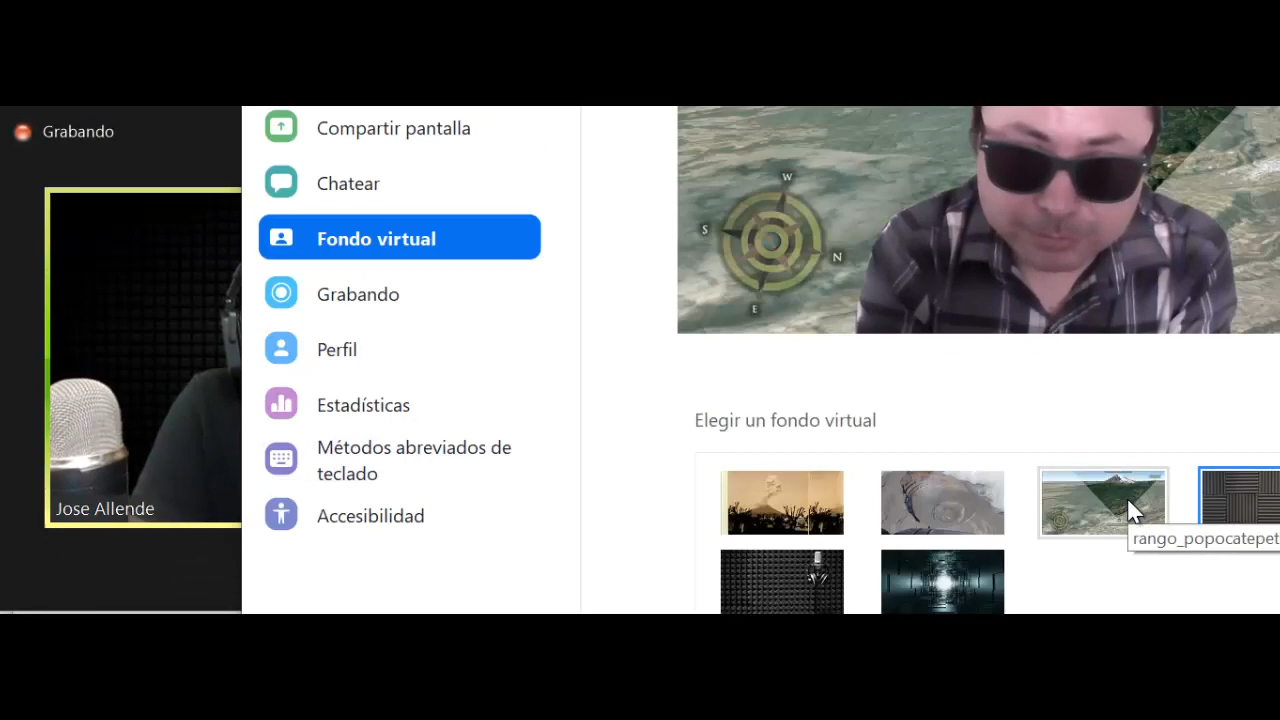 Grabando
Compartir pantalla
Chatear
Fondo virtual
Grabando
Perfil
Estadísticas
Métodos abreviados de
teclado
Accesibilidad
Jose Allende
W
S
N
E
Elegir un fondo virtual
rango_popocatepet